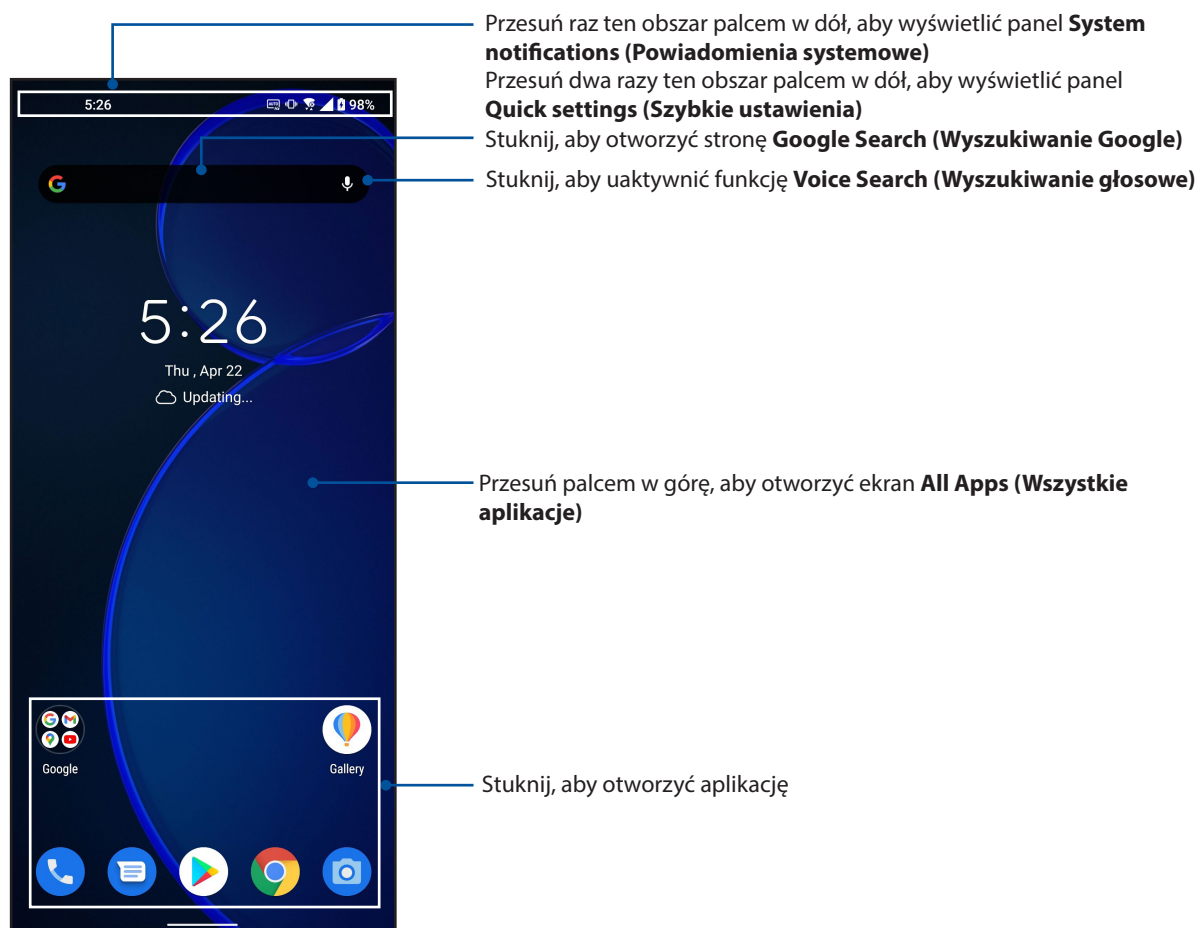 Przesuń raz ten obszar palcem w dół, aby wyświetlić panel System
notifications (Powiadomienia systemowe)
Przesuń dwa razy ten obszar palcem w dół, aby wyświetlić panel
Quick settings (Szybkie ustawienia)
Stuknij, aby otworzyć stronę Google Search (Wyszukiwanie Google)
Stuknij, aby uaktywnić funkcję Voice Search (Wyszukiwanie głosowe)
5:26
98%
5:26
Thu , Apr 22
Updating...
Przesuń palcem w górę, aby otworzyć ekran All Apps (Wszystkie
aplikacje)
Google
Gallery
Stuknij, aby otworzyć aplikację